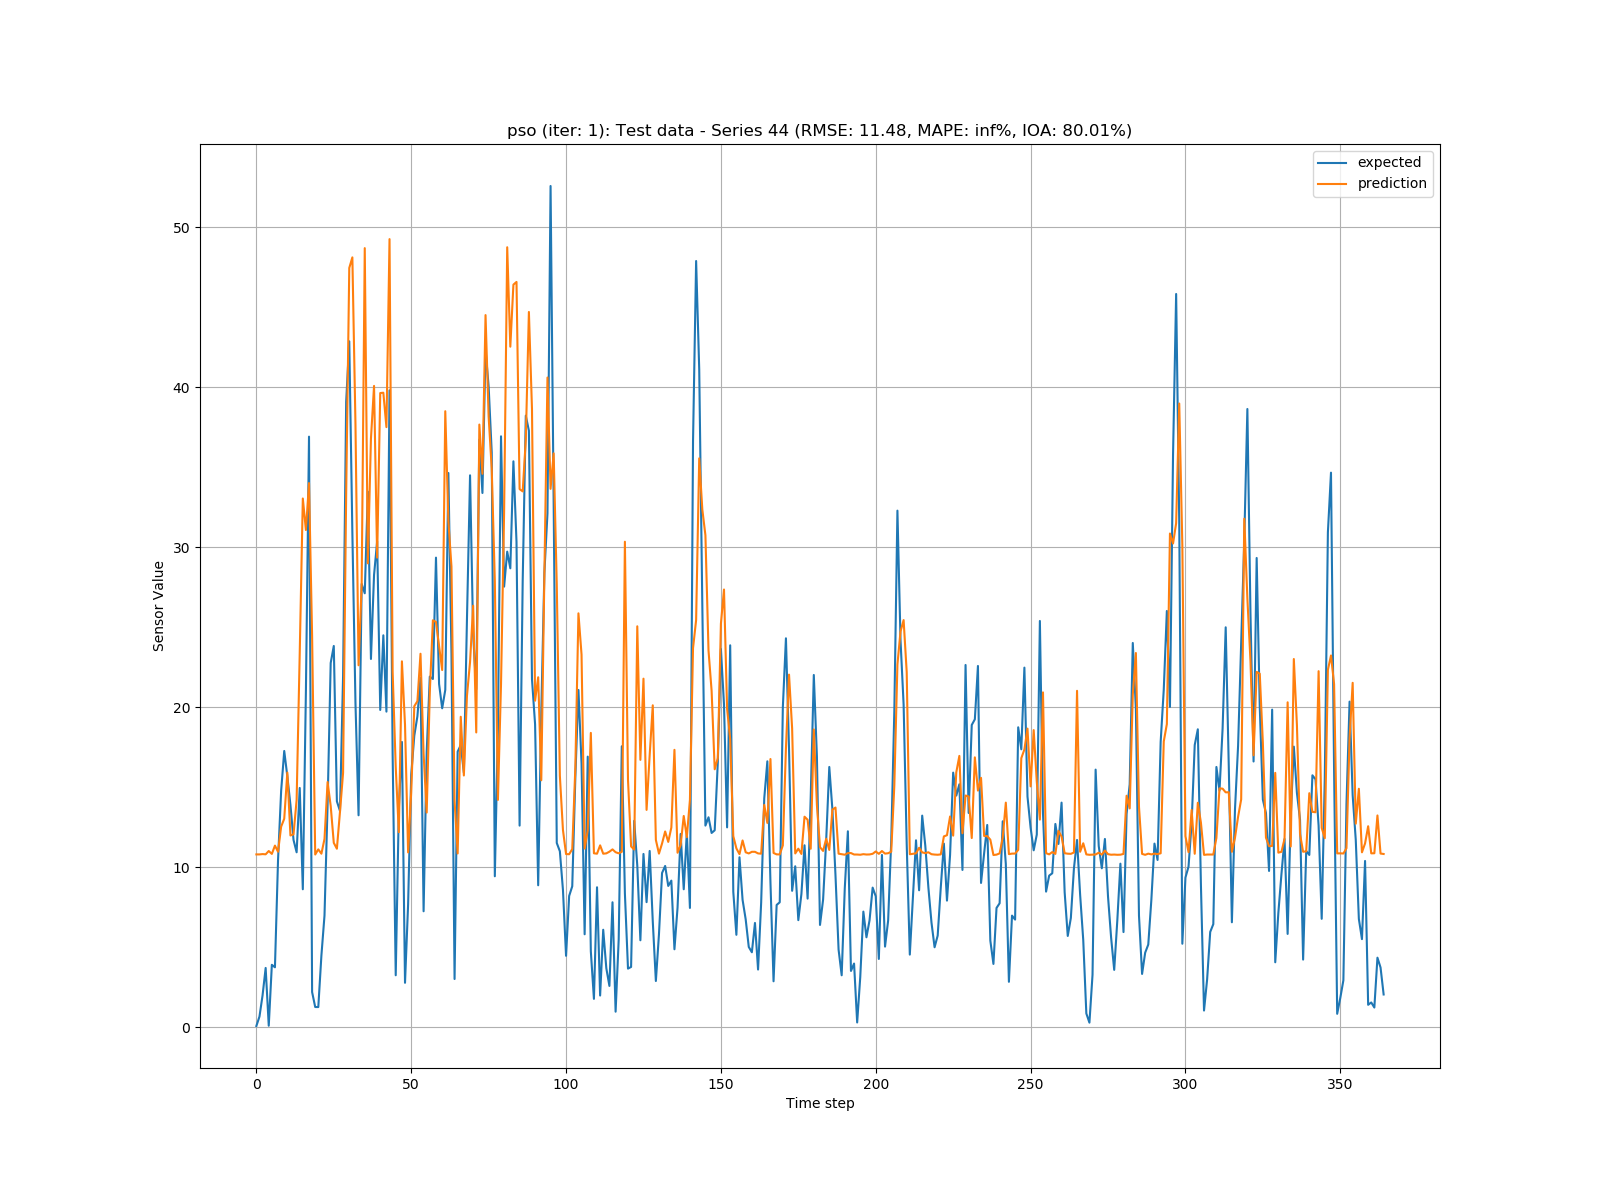 pso (iter: 1): Test data - Series 44 (RMSE: 11.48, MAPE: inf%, IOA: 80.01%)
expected
prediction
50
40
30
20
10
0
Sensor Value
0 50 100 150 200 250 300 350
Time step